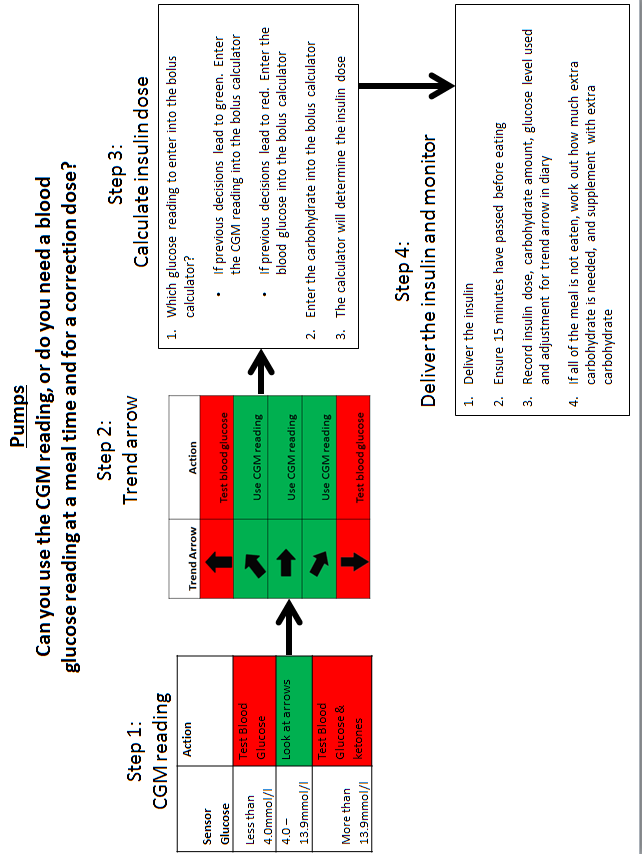 Pumps
Can you use the CGM reading, or do you need a blood
glucose reading at a meal time and for a correction dose?
Step 1:
CGM reading
Sensor
Glucose
Action
Less than
4.0mmol/l
Test Blood
Glucose
4.0 –
13.9mmol/l
Look at arrows
More than
13.9mmol/l
Test Blood
Glucose &
ketones
Step 2:
Trend arrow
Trend Arrow
Action
Test blood glucose
Use CGM reading
Use CGM reading
Use CGM reading
Test blood glucose
Step 3:
Calculate insulin dose
1. Which glucose reading to enter into the bolus
calculator?
• If previous decisions lead to green. Enter
the CGM reading into the bolus calculator
• If previous decisions lead to red. Enter the
blood glucose into the bolus calculator
2. Enter the carbohydrate into the bolus calculator
3. The calculator will determine the insulin dose
Step 4:
Deliver the insulin and monitor
1. Deliver the insulin
2. Ensure 15 minutes have passed before eating
3. Record insulin dose, carbohydrate amount, glucose level used
and adjustment for trend arrow in diary
4. If all of the meal is not eaten, work out how much extra
carbohydrate is needed, and supplement with extra
carbohydrate